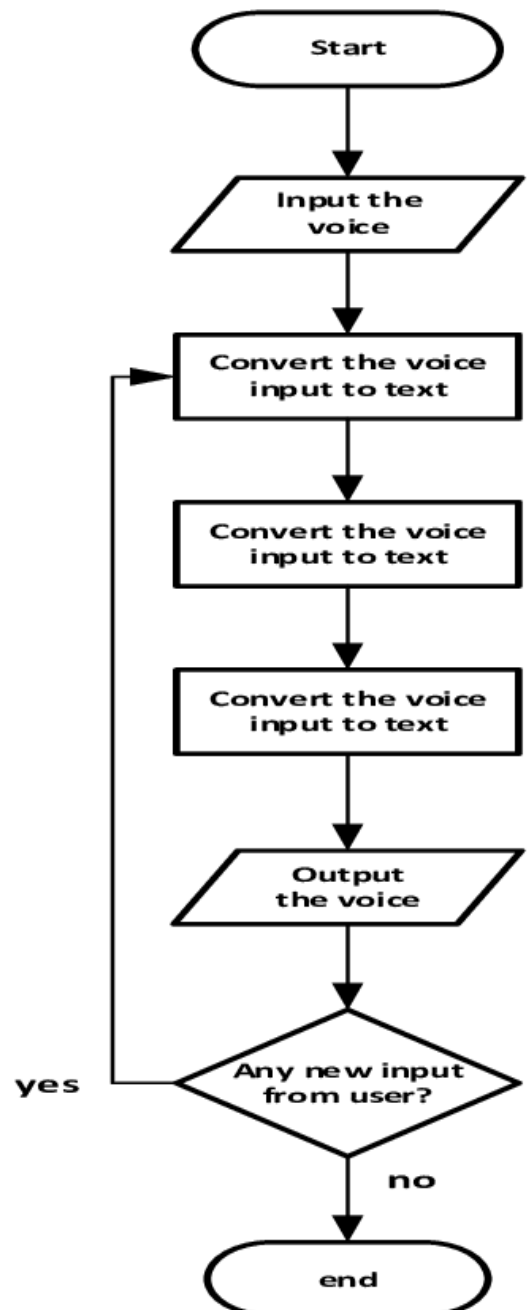 Start
Input the
voice
Convert the voice
input to text
Convert the voice
input to text
Convert the voice
input to text
Output
the voice
Any new input
from user?
yes
no
end